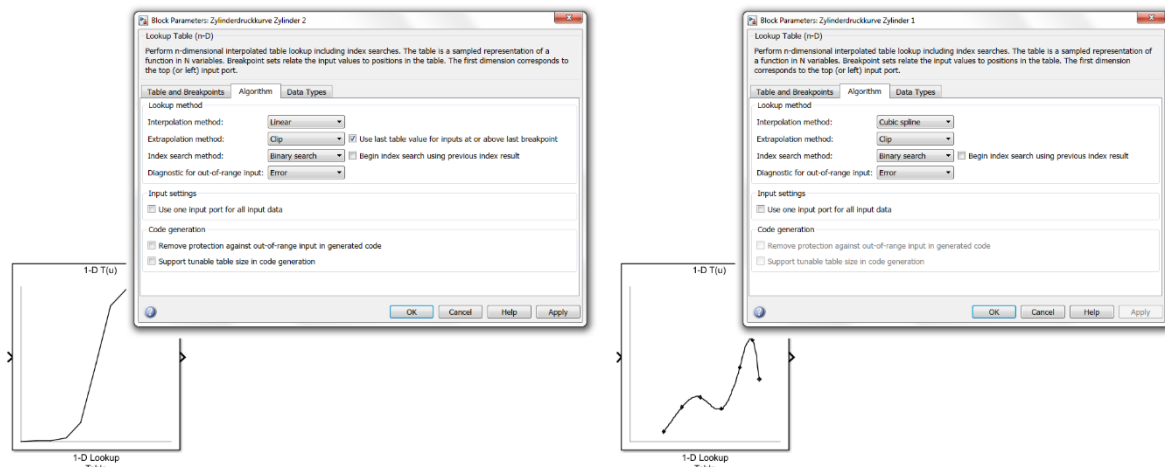 Block Parameters: Zylinderdruckkurve Zylinder 2
Lookup Table (n-D)
Perform n-dimensional interpolated table lookup including index searches. The table is a sampled representation of a
function in N variables. Breakpoint sets relate the input values to positions in the table. The first dimension corresponds to
the top (or left) input port.
Table and Breakpoints Algorithm Data Types
Lookup method
Interpolation method: Linear
Extrapolation method: Clip Use last table value for inputs at or above last breakpoint
Index search method: Binary search Begin index search using previous index result
Diagnostic for out-of-range input: Error
Input settings
Use one input port for all input data
Code generation
Remove protection against out-of-range input in generated code
Support tunable table size in code generation
OK Cancel Help Apply
1-D T(u)
1-D Lookup
Table
Block Parameters: Zylinderdruckkurve Zylinder 1
Lookup Table (n-D)
Perform n-dimensional interpolated table lookup including index searches. The table is a sampled representation of
a function in N variables. Breakpoint sets relate the input values to positions in the table. The first dimension
corresponds to the top (or left) input port.
Table and Breakpoints Algorithm Data Types
Lookup method
Interpolation method: Cubic spline
Extrapolation method: Clip
Index search method: Binary search Begin index search using previous index result
Diagnostic for out-of-range input: Error
Input settings
Use one input port for all input data
Code generation
Remove protection against out-of-range input in generated code
Support tunable table size in code generation
OK Cancel Help Apply
1-D T(u)
1-D Lookup
Table